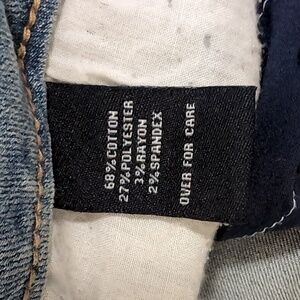 68% COTTON
27% POLYESTER
3% RAYON
2% SPANDEX
OVER FOR CARE